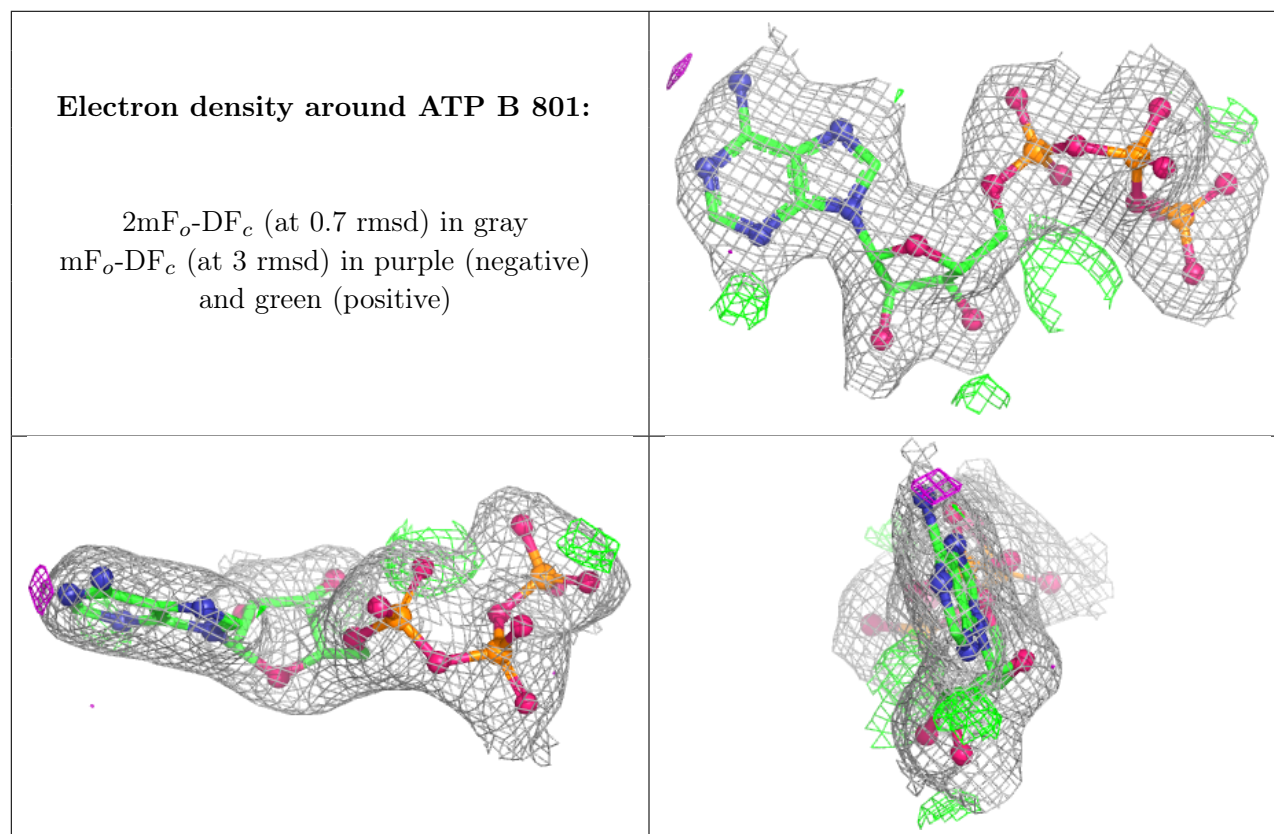 Electron density around ATP B 801:
2mFo-DFc (at 0.7 rmsd) in gray
mFo-DFc (at 3 rmsd) in purple (negative)
and green (positive)